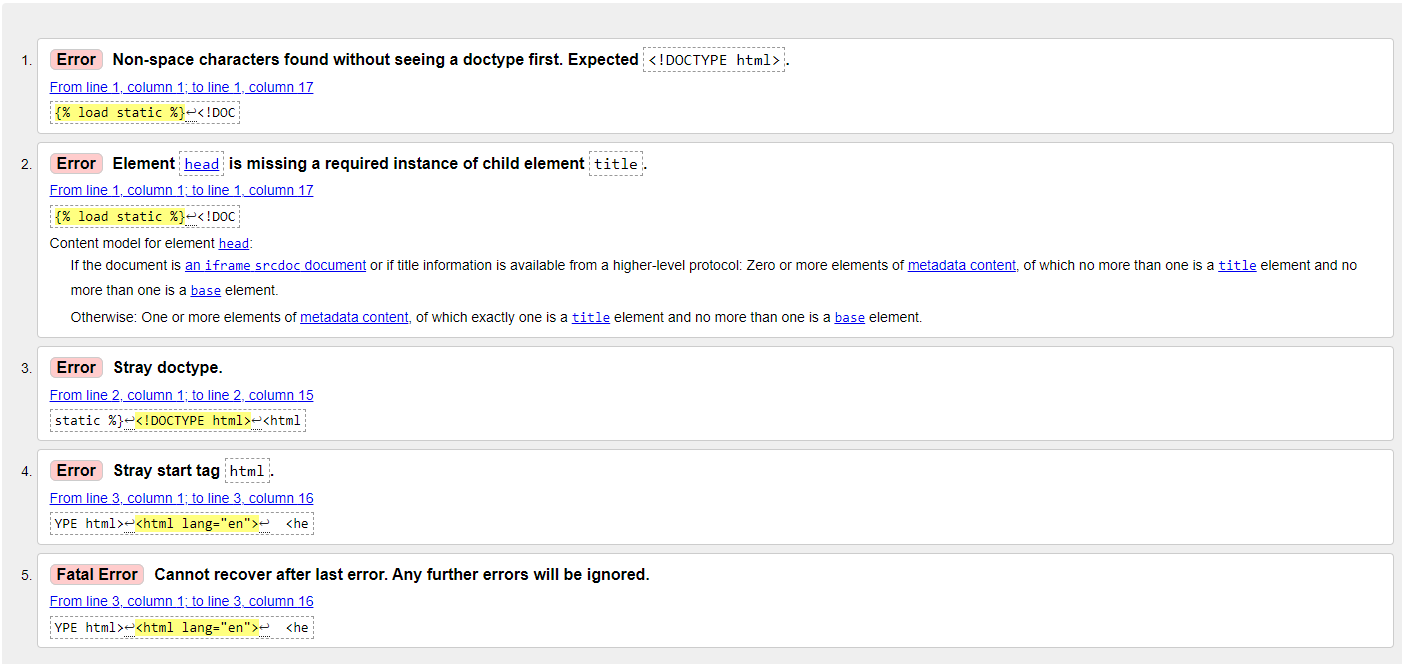 1. Error Non-space characters found without seeing a doctype first. Expected <!DOCTYPE html>.
From line 1, column 1; to line 1, column 17
{% load static %}↩<!DOC
2. Error Element head is missing a required instance of child element title.
From line 1, column 1; to line 1, column 17
{% load static %}↩<!DOC
Content model for element head:
If the document is an iframe srcdoc document or if title information is available from a higher-level protocol: Zero or more elements of metadata content, of which no more than one is a title element and no
more than one is a base element.
Otherwise: One or more elements of metadata content, of which exactly one is a title element and no more than one is a base element.
3. Error Stray doctype.
From line 2, column 1; to line 2, column 15
static %}↩<!DOCTYPE html>↩<html
4. Error Stray start tag html.
From line 3, column 1; to line 3, column 16
YPE html>↩<html lang="en">↩  <he
5. Fatal Error Cannot recover after last error. Any further errors will be ignored.
From line 3, column 1; to line 3, column 16
YPE html>↩<html lang="en">↩  <he